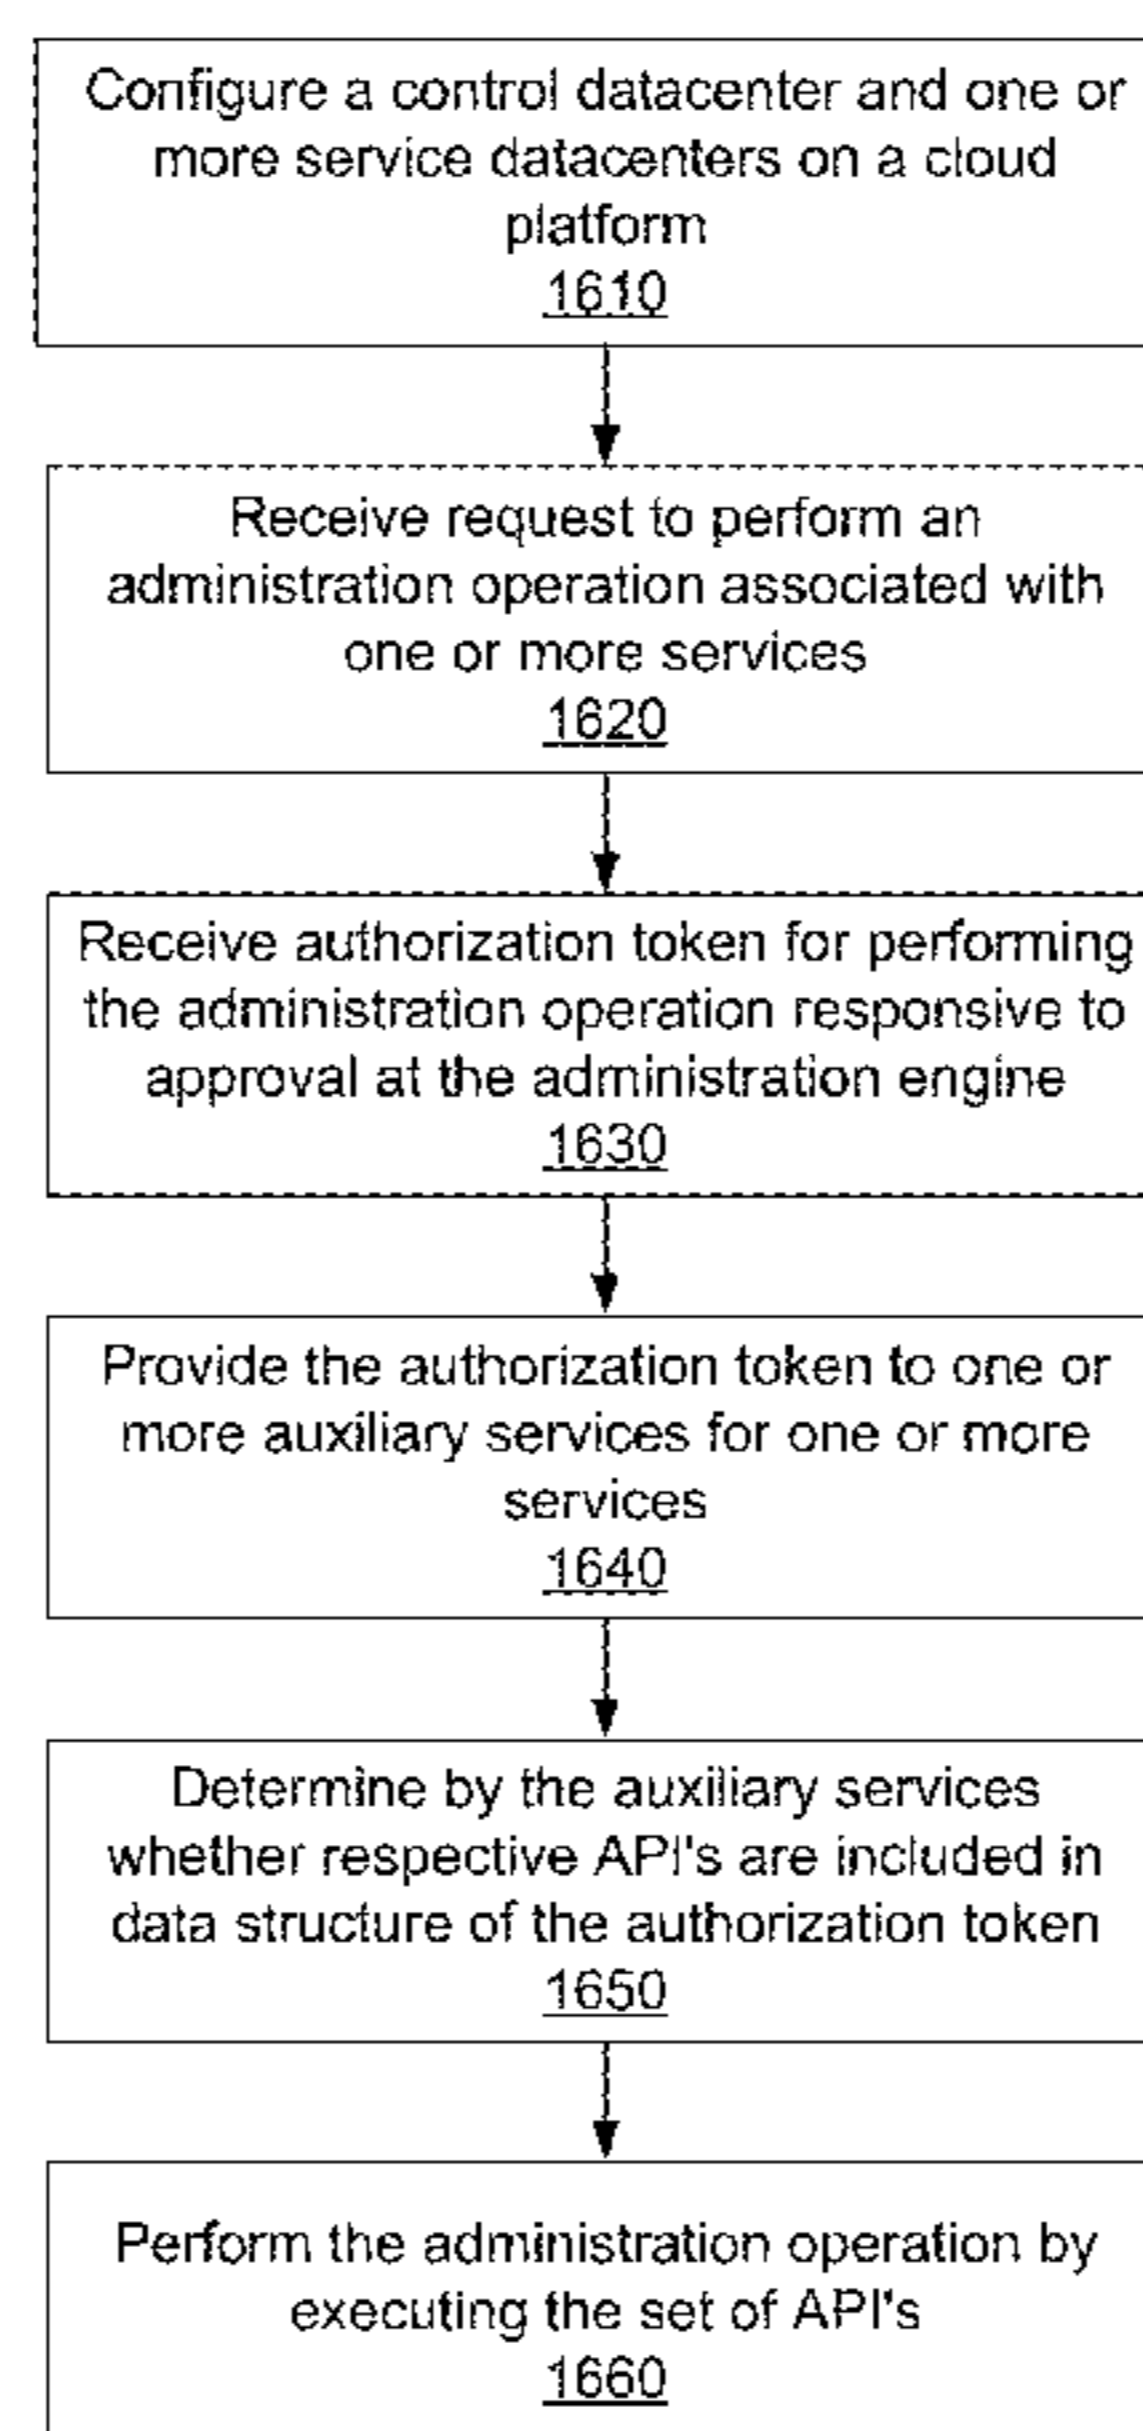 Configure a control datacenter and one or
more service datacenters on a cloud
platform
1610
Receive request to perform an
administration operation associated with
one or more services
1620
Receive authorization token for performing
the administration operation responsive to
approval at the administration engine
1630
Provide the authorization token to one or
more auxiliary services for one or more
services
1640
Determine by the auxiliary services
whether respective API's are included in
data structure of the authorization token
1650
Perform the administration operation by
executing the set of API's
1660